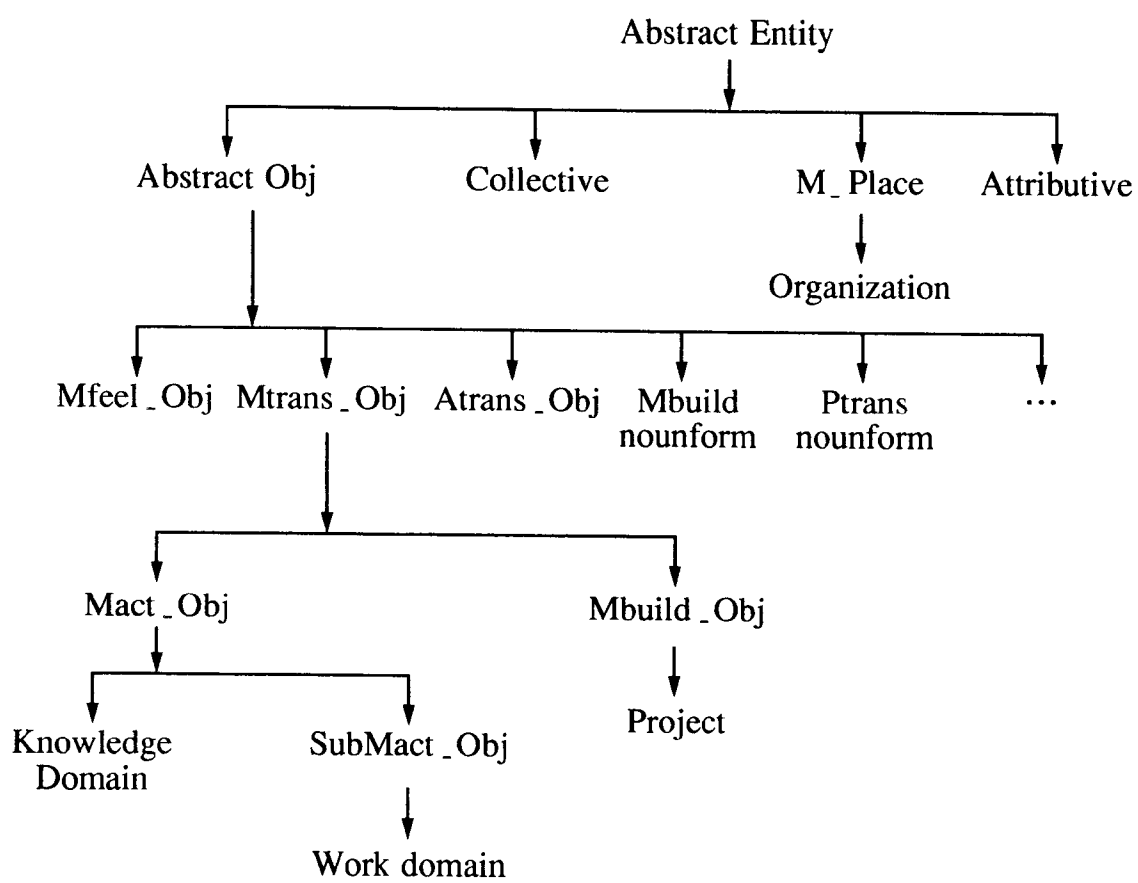 Abstract Entity
Abstract Obj Collective M_Place Attributive
Organization
Mfeel_Obj Mtrans_Obj Atrans_Obj Mbuild nounform Ptrans nounform ...
Mact_Obj Mbuild_Obj
Knowledge Domain SubMact_Obj Project
Work domain